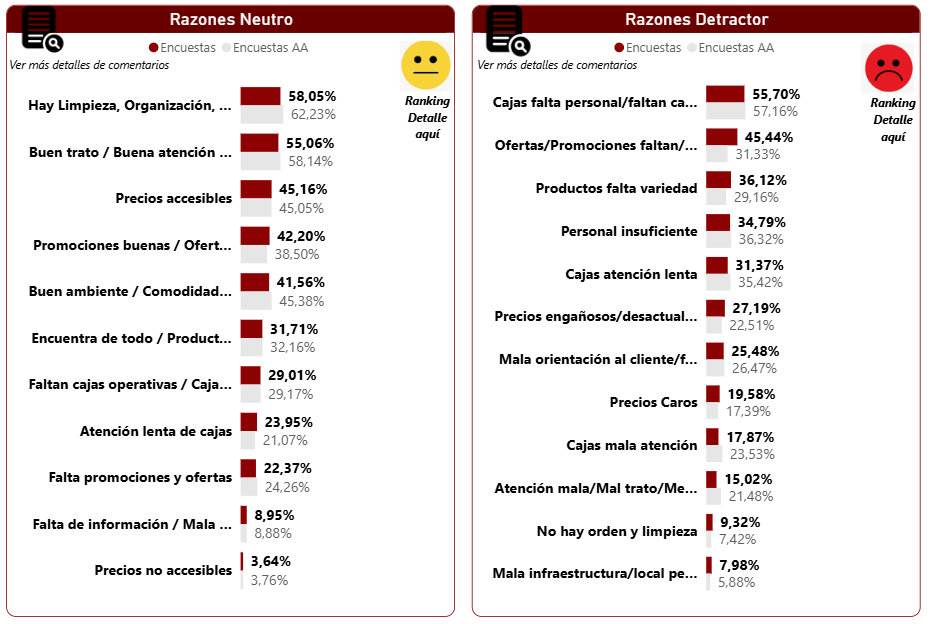 Razones Neutro
Encuestas Encuestas AA
Ver más detalles de comentarios
Ranking
Detalle
aquí
Hay Limpieza, Organización, ... 58,05%
62,23%
Buen trato / Buena atención ... 55,06%
58,14%
Precios accesibles 45,16%
45,05%
Promociones buenas / Ofert... 42,20%
38,50%
Buen ambiente / Comodidad... 41,56%
45,38%
Encuentra de todo / Product... 31,71%
32,16%
Faltan cajas operativas / Caja... 29,01%
29,17%
Atención lenta de cajas 23,95%
21,07%
Falta promociones y ofertas 22,37%
24,26%
Falta de información / Mala ... 8,95%
8,88%
Precios no accesibles 3,64%
3,76%
Razones Detractor
Encuestas Encuestas AA
Ver más detalles de comentarios
Ranking
Detalle
aquí
Cajas falta personal/faltan ca... 55,70%
57,16%
Ofertas/Promociones faltan/... 45,44%
31,33%
Productos falta variedad 36,12%
29,16%
Personal insuficiente 34,79%
36,32%
Cajas atención lenta 31,37%
35,42%
Precios engañosos/desactual... 27,19%
22,51%
Mala orientación al cliente/f... 25,48%
26,47%
Precios Caros 19,58%
17,39%
Cajas mala atención 17,87%
23,53%
Atención mala/Mal trato/Me... 15,02%
21,48%
No hay orden y limpieza 9,32%
7,42%
Mala infraestructura/local pe... 7,98%
5,88%